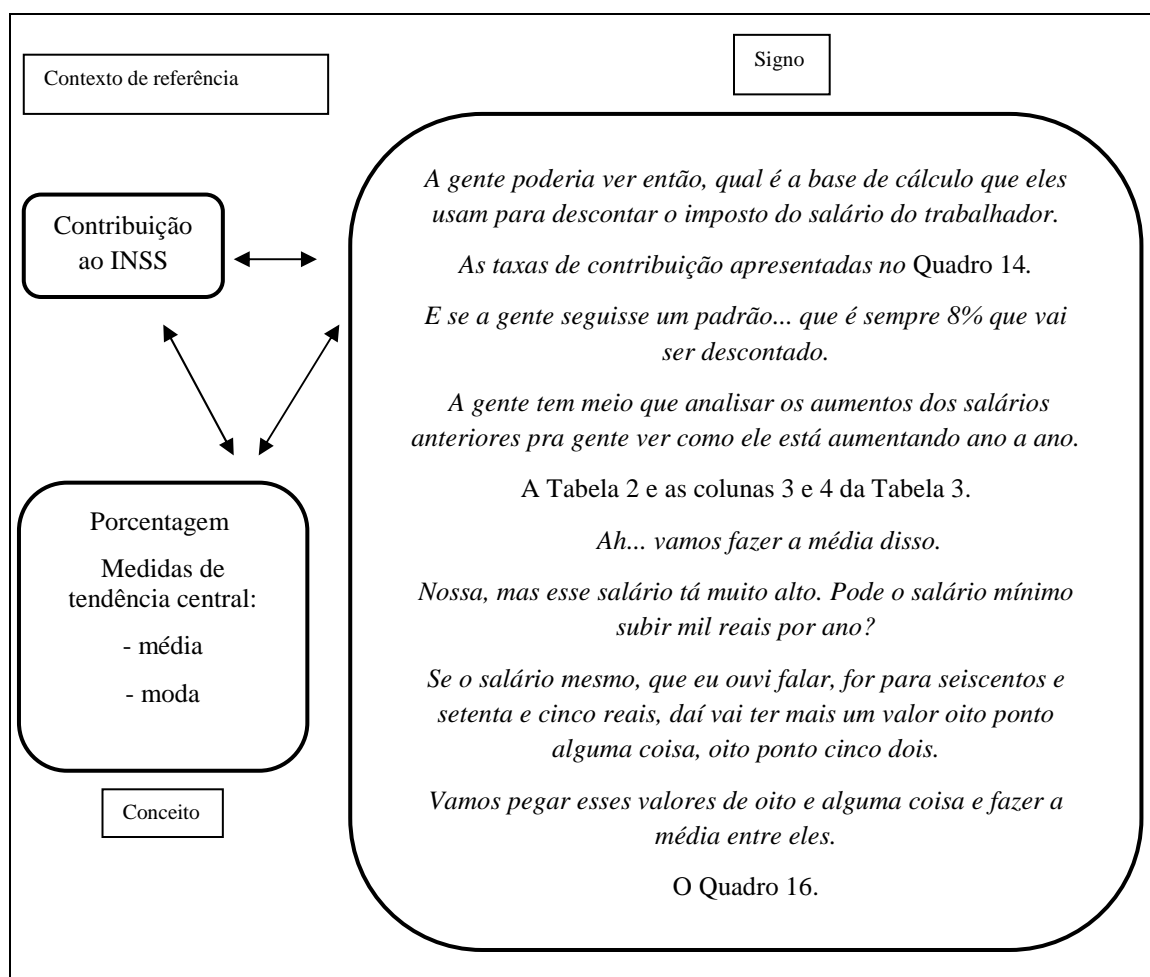 Contexto de referência
Signo
Contribuição
ao INSS
A gente poderia ver então, qual é a base de cálculo que eles
usam para descontar o imposto do salário do trabalhador.
As taxas de contribuição apresentadas no Quadro 14.
E se a gente seguisse um padrão... que é sempre 8% que vai
ser descontado.
A gente tem meio que analisar os aumentos dos salários
anteriores pra gente ver como ele está aumentando ano a ano.
A Tabela 2 e as colunas 3 e 4 da Tabela 3.
Ah... vamos fazer a média disso.
Nossa, mas esse salário tá muito alto. Pode o salário mínimo
subir mil reais por ano?
Se o salário mesmo, que eu ouvi falar, for para seiscentos e
setenta e cinco reais, daí vai ter mais um valor oito ponto
alguma coisa, oito ponto cinco dois.
Vamos pegar esses valores de oito e alguma coisa e fazer a
média entre eles.
O Quadro 16.
Porcentagem
Medidas de
tendência central:
- média
- moda
Conceito